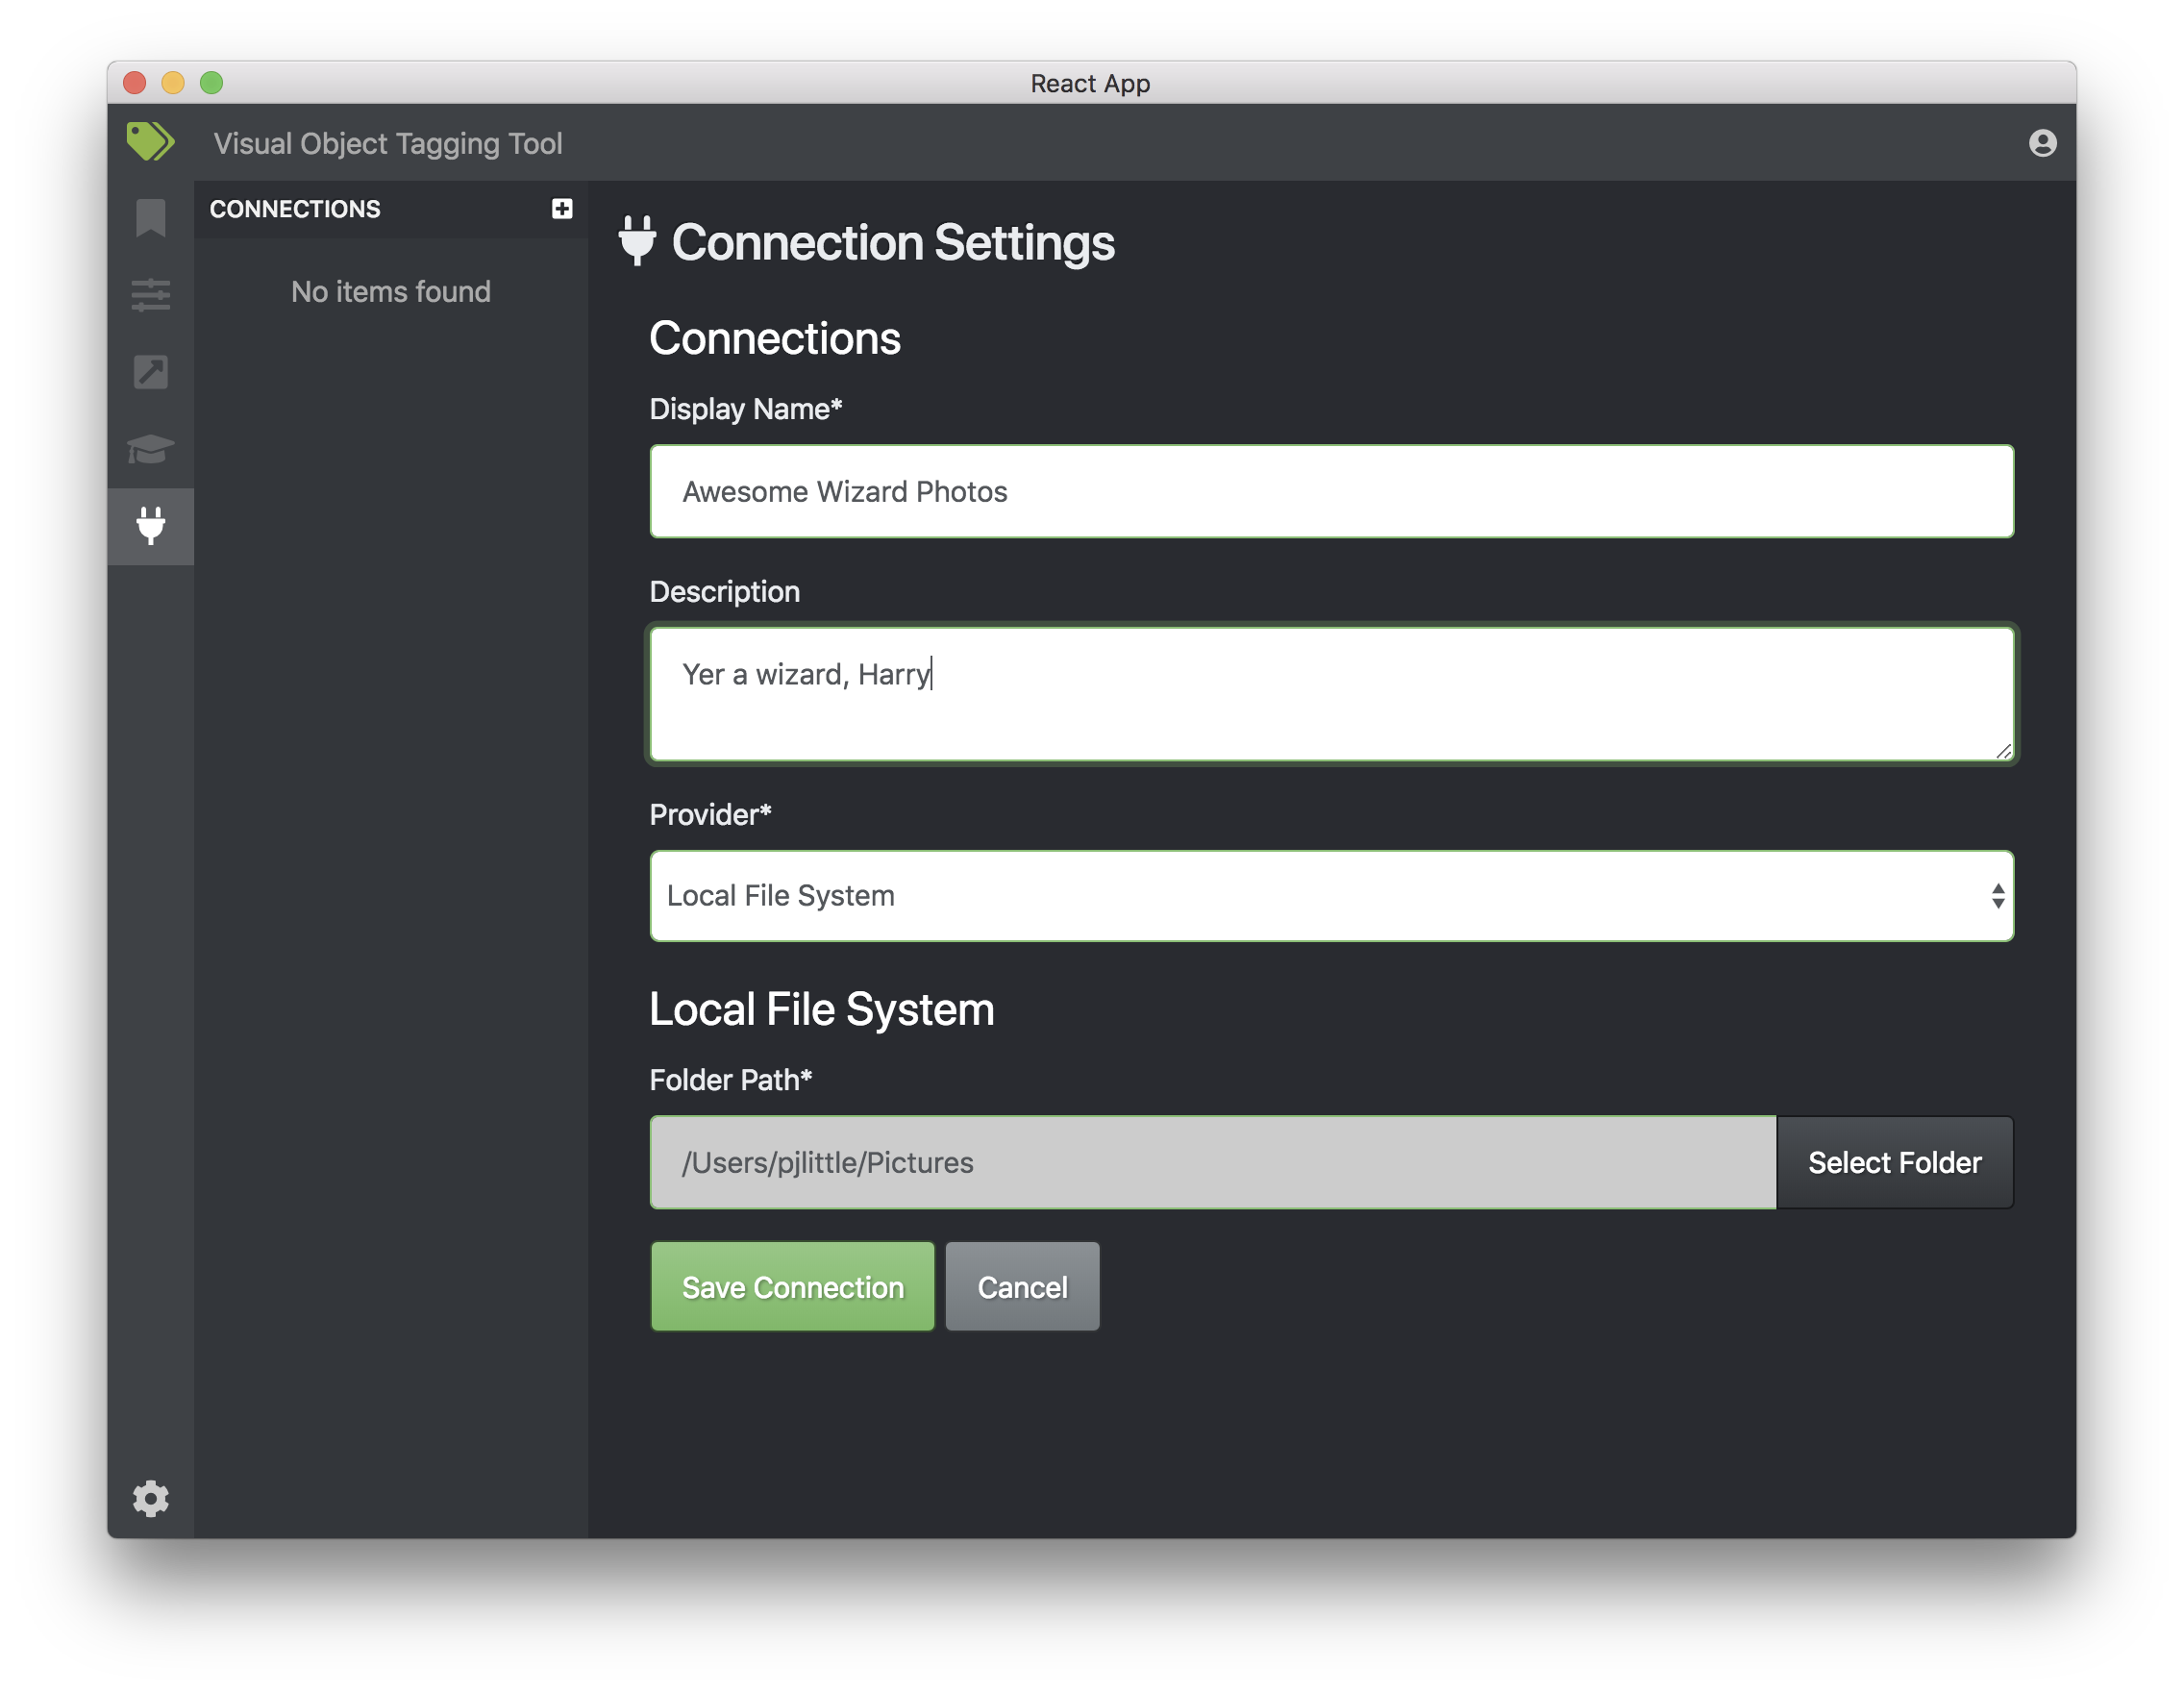 React App
Visual Object Tagging Tool
CONNECTIONS
No items found
Connection Settings
Connections
Display Name*
Awesome Wizard Photos
Description
Yer a wizard, Harry
Provider*
Local File System
Local File System
Folder Path*
/Users/pjlittle/Pictures
Select Folder
Save Connection
Cancel